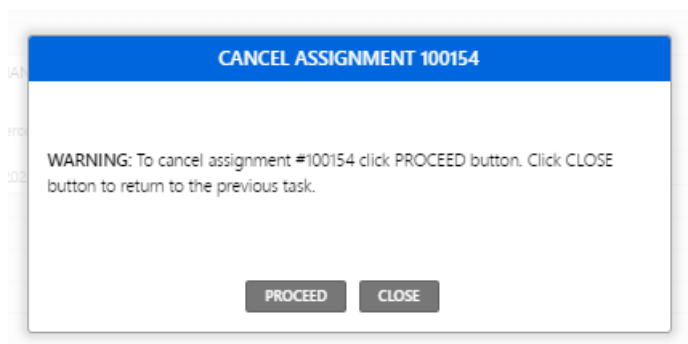 CANCEL ASSIGNMENT 100154
WARNING: To cancel assignment #100154 click PROCEED button. Click CLOSE
button to return to the previous task.
PROCEED CLOSE